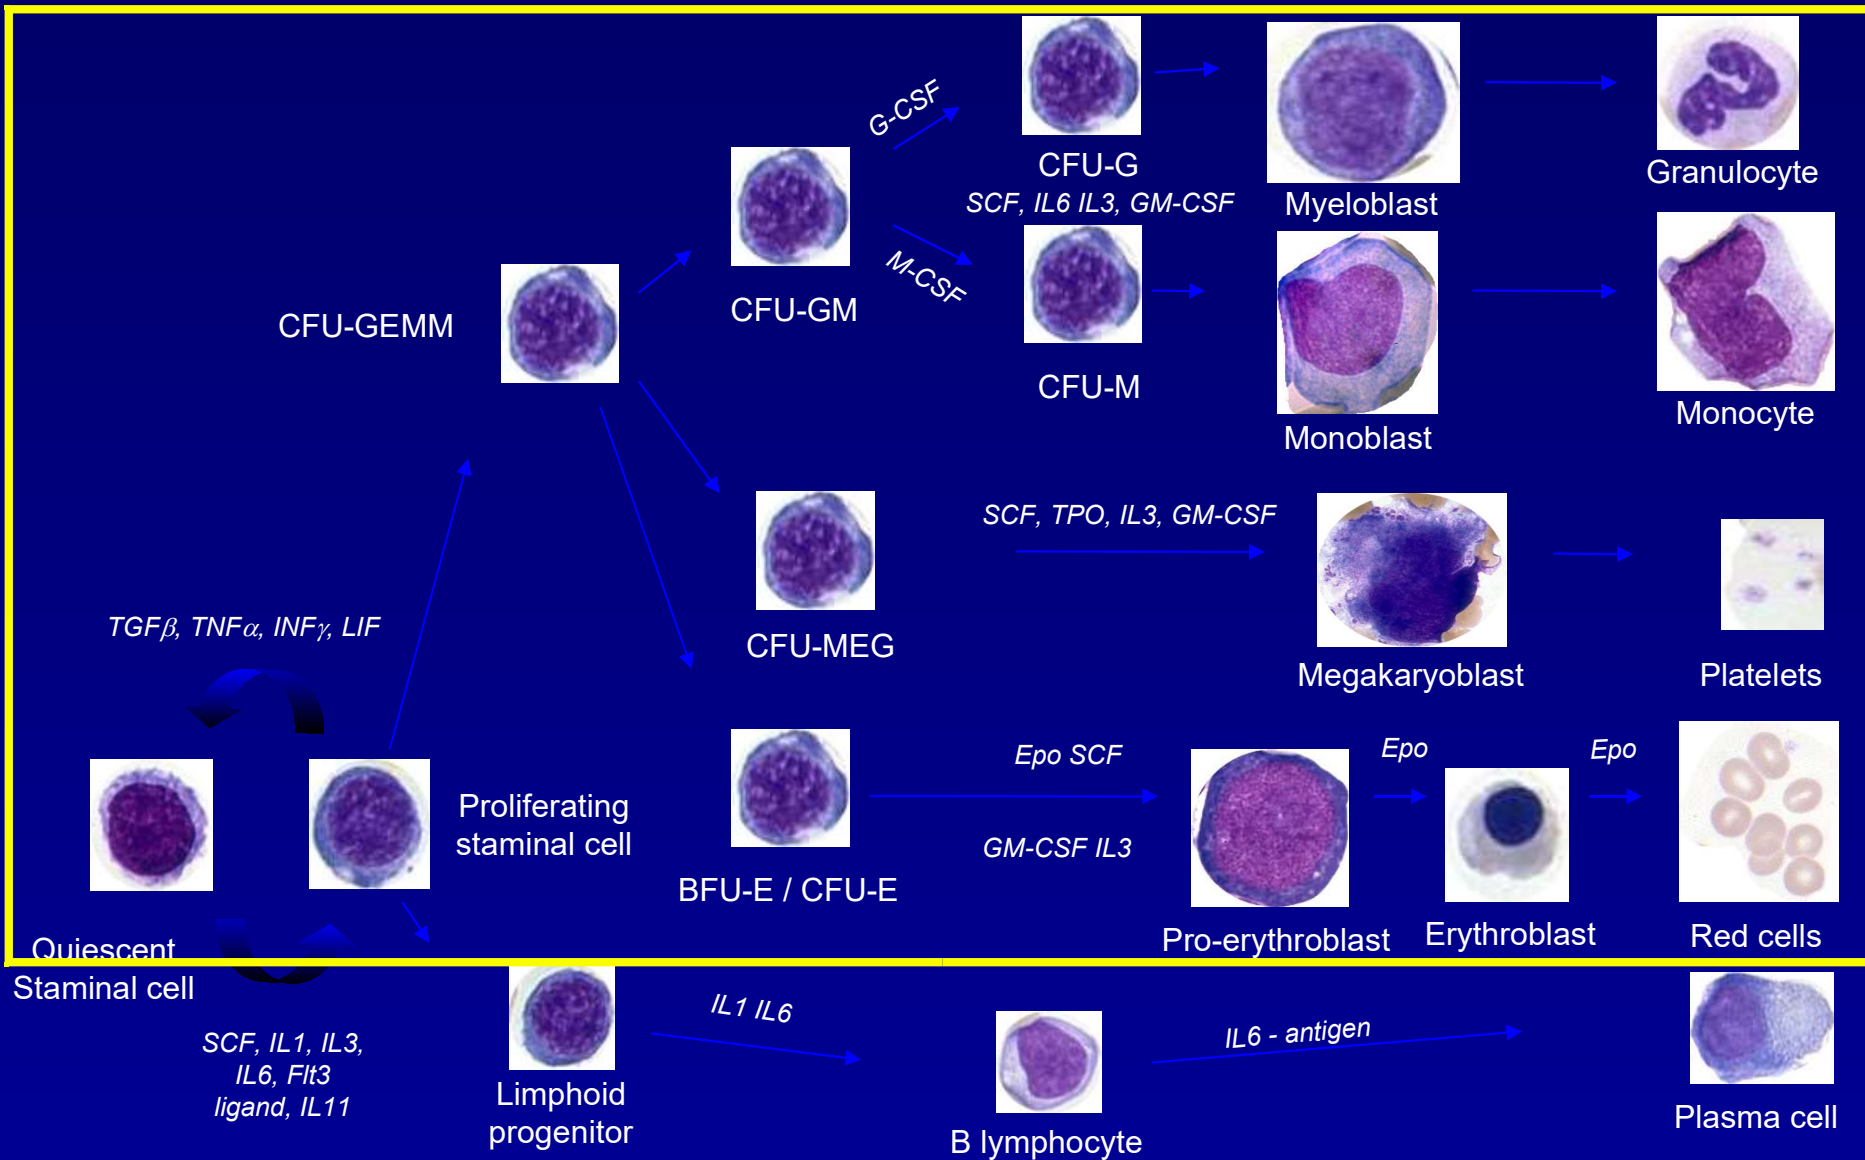 G-CSF
CFU-G
Granulocyte
SCF, IL6 IL3, GM-CSF
Myeloblast
M-CSF
CFU-GM
CFU-GEMM
CFU-M
Monoblast
Monocyte
SCF, TPO, IL3, GM-CSF
CFU-MEG
Megakaryoblast
Platelets
TGFβ, TNFα, INFγ, LIF
Proliferating
staminal cell
Epo SCF
Epo
Epo
GM-CSF IL3
BFU-E / CFU-E
Pro-erythroblast
Erythroblast
Red cells
Quiescent
Staminal cell
SCF, IL1, IL3,
IL6, Flt3
ligand, IL11
Limphoid
progenitor
IL1 IL6
B lymphocyte
IL6 - antigen
Plasma cell